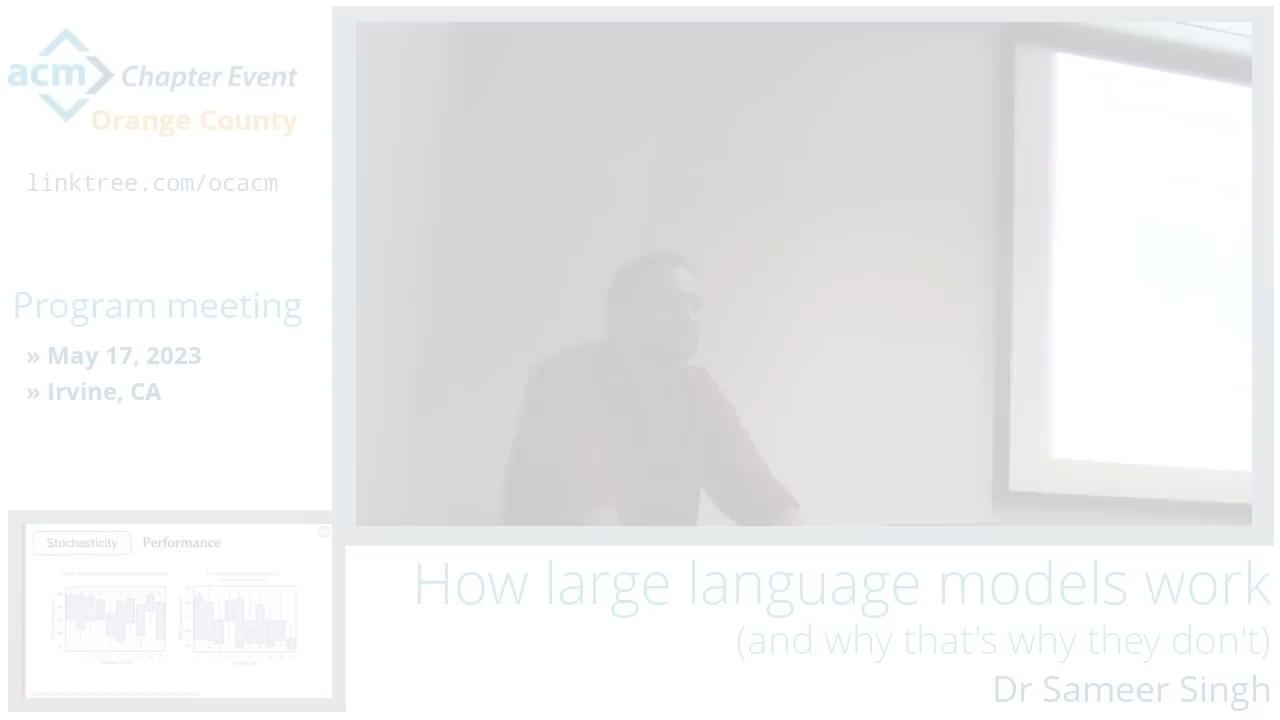 acm Chapter Event
Orange County
linktree.com/ocacm
Program meeting
» May 17, 2023
» Irvine, CA
Stochasticity Performance
How large language models work
(and why that's why they don't)
Dr Sameer Singh